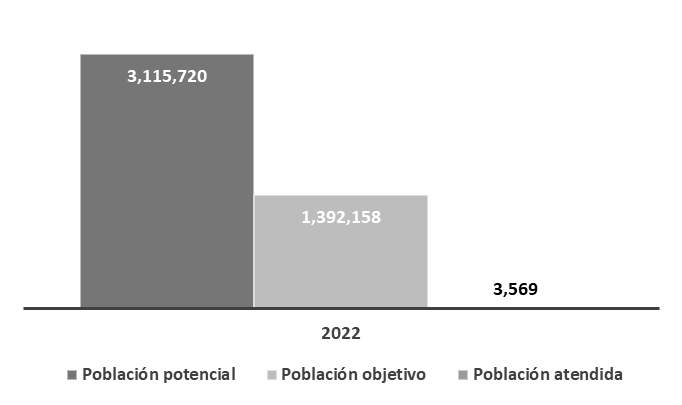 3,115,720
1,392,158
3,569
2022
Población potencial
Población objetivo
Población atendida